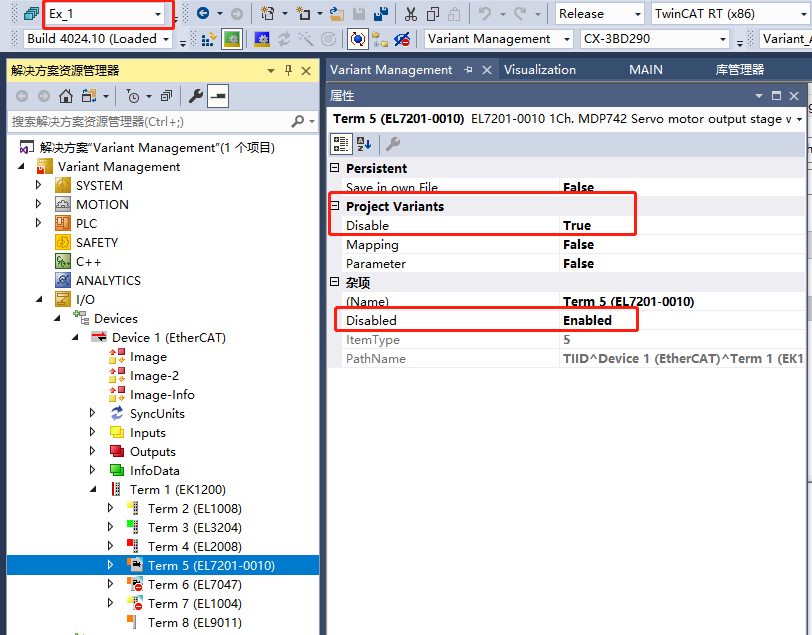 Ex_1
Release
TwinCAT RT (x86)
Build 4024.10 (Loaded
Variant Management
CX-3BD290
解决方案资源管理器
搜索解决方案资源管理器(Ctrl+;)
解决方案"Variant Management"(1 个项目)
Variant Management
SYSTEM
MOTION
PLC
SAFETY
C++
ANALYTICS
I/O
Devices
Device 1 (EtherCAT)
Image
Image-2
Image-Info
SyncUnits
Inputs
Outputs
InfoData
Term 1 (EK1200)
Term 2 (EL1008)
Term 3 (EL3204)
Term 4 (EL2008)
Term 5 (EL7201-0010)
Term 6 (EL7047)
Term 7 (EL1004)
Term 8 (EL9011)
Variant Management
Visualization
MAIN
库管理器
属性
Term 5 (EL7201-0010) EL7201-0010 1Ch. MDP742 Servo motor output stage v
Persistent
Save in own File False
Project Variants
Disable True
Mapping False
Parameter False
杂项
(Name) Term 5 (EL7201-0010)
Disabled Enabled
ItemType 5
PathName TIID^Device 1 (EtherCAT)^Term 1 (EK1